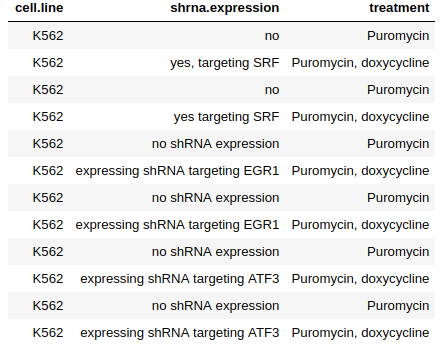 cell.line shrna.expression treatment
K562 no Puromycin
K562 yes, targeting SRF Puromycin, doxycycline
K562 no Puromycin
K562 yes targeting SRF Puromycin, doxycycline
K562 no shRNA expression Puromycin
K562 expressing shRNA targeting EGR1 Puromycin, doxycycline
K562 no shRNA expression Puromycin
K562 expressing shRNA targeting EGR1 Puromycin, doxycycline
K562 no shRNA expression Puromycin
K562 expressing shRNA targeting ATF3 Puromycin, doxycycline
K562 no shRNA expression Puromycin
K562 expressing shRNA targeting ATF3 Puromycin, doxycycline